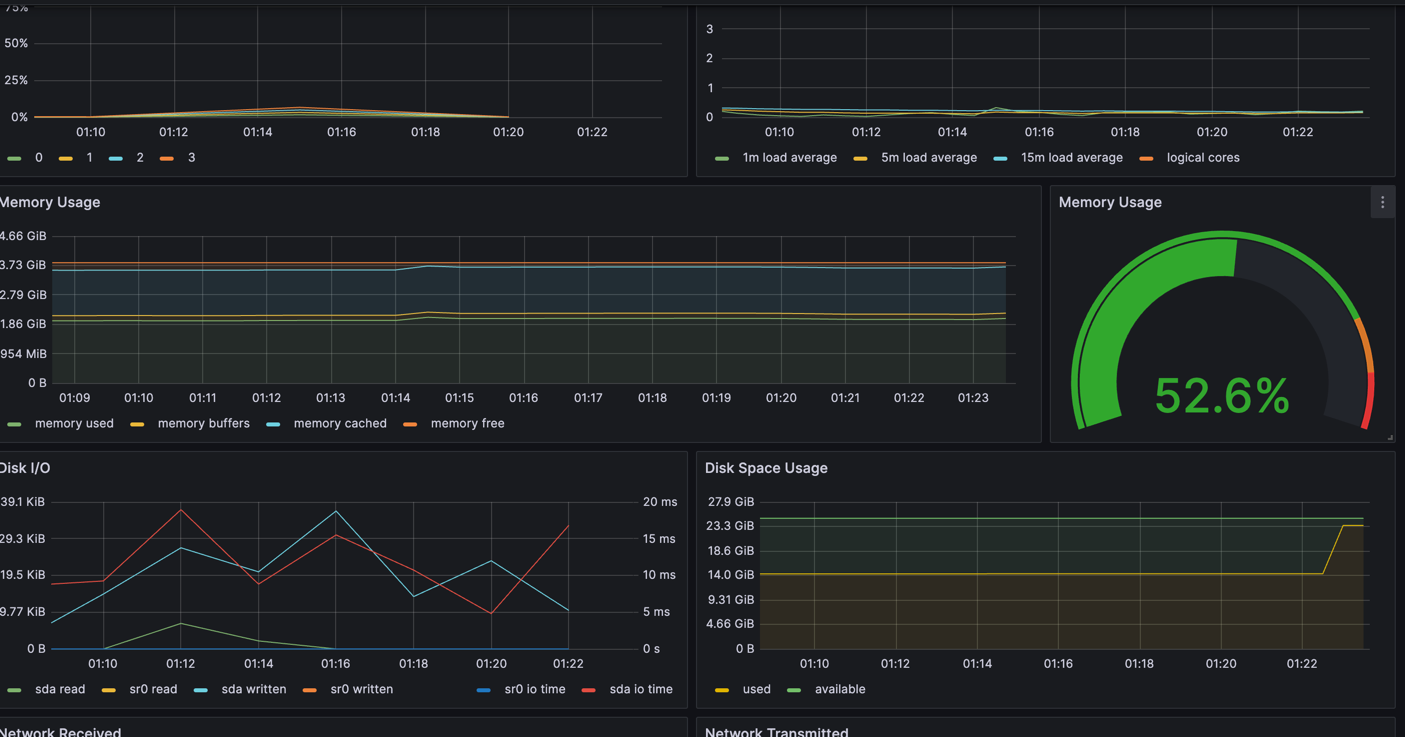 75%
50%
25%
0%
01:10 01:12 01:14 01:16 01:18 01:20 01:22
0 1 2 3
3
2
1
0
01:10 01:12 01:14 01:16 01:18 01:20 01:22
1m load average 5m load average 15m load average logical cores
Memory Usage
4.66 GiB
3.73 GiB
2.79 GiB
1.86 GiB
954 MiB
0 B
01:09 01:10 01:11 01:12 01:13 01:14 01:15 01:16 01:17 01:18 01:19 01:20 01:21 01:22 01:23
memory used memory buffers memory cached memory free
Memory Usage
52.6%
Disk I/O
39.1 KiB 20 ms
29.3 KiB 15 ms
19.5 KiB 10 ms
9.77 KiB 5 ms
0 B 0 s
01:10 01:12 01:14 01:16 01:18 01:20 01:22
sda read sr0 read sda written sr0 written sr0 io time sda io time
Disk Space Usage
27.9 GiB
23.3 GiB
18.6 GiB
14.0 GiB
9.31 GiB
4.66 GiB
0 B
01:10 01:12 01:14 01:16 01:18 01:20 01:22
used available
Network Received
Network Transmitted